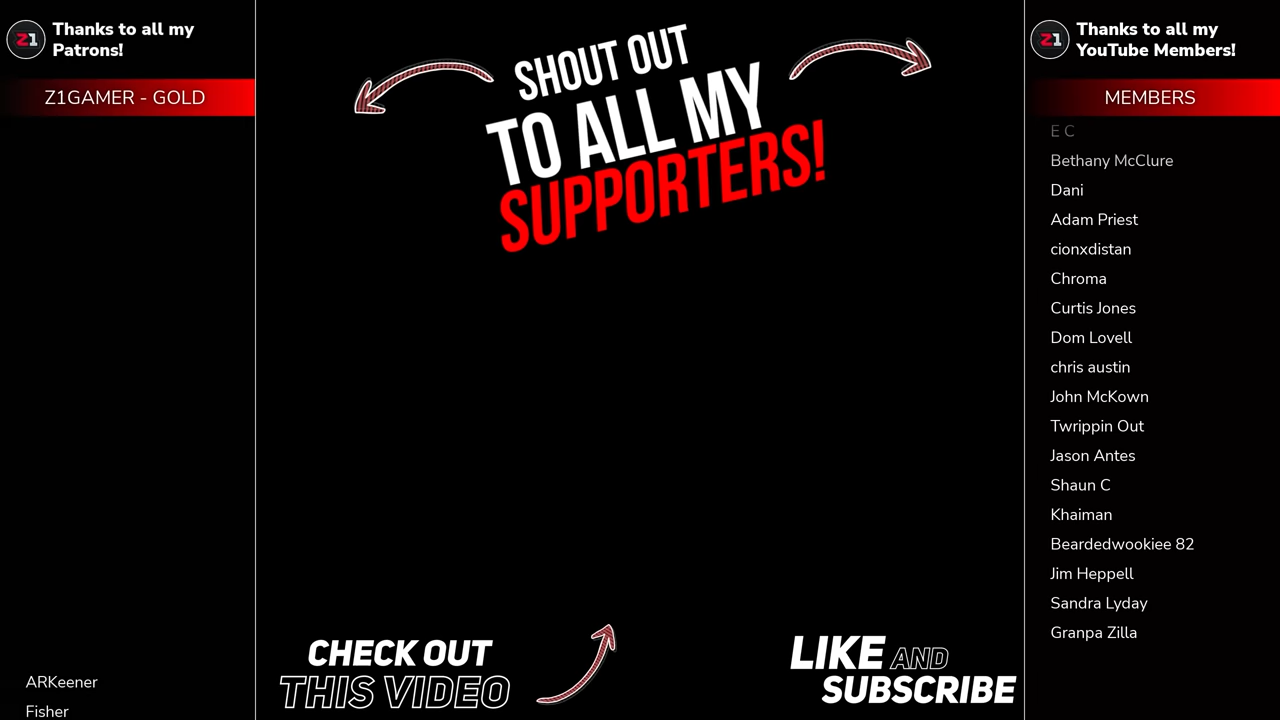 Z1
Thanks to all my
Patrons!
Z1GAMER - GOLD
ARKeener
Fisher
SHOUT OUT
TO ALL MY
SUPPORTERS!
CHECK OUT
THIS VIDEO
LIKE AND
SUBSCRIBE
Z1
Thanks to all my
YouTube Members!
MEMBERS
E C
Bethany McClure
Dani
Adam Priest
cionxdistan
Chroma
Curtis Jones
Dom Lovell
chris austin
John McKown
Twrippin Out
Jason Antes
Shaun C
Khaiman
Beardedwookiee 82
Jim Heppell
Sandra Lyday
Granpa Zilla